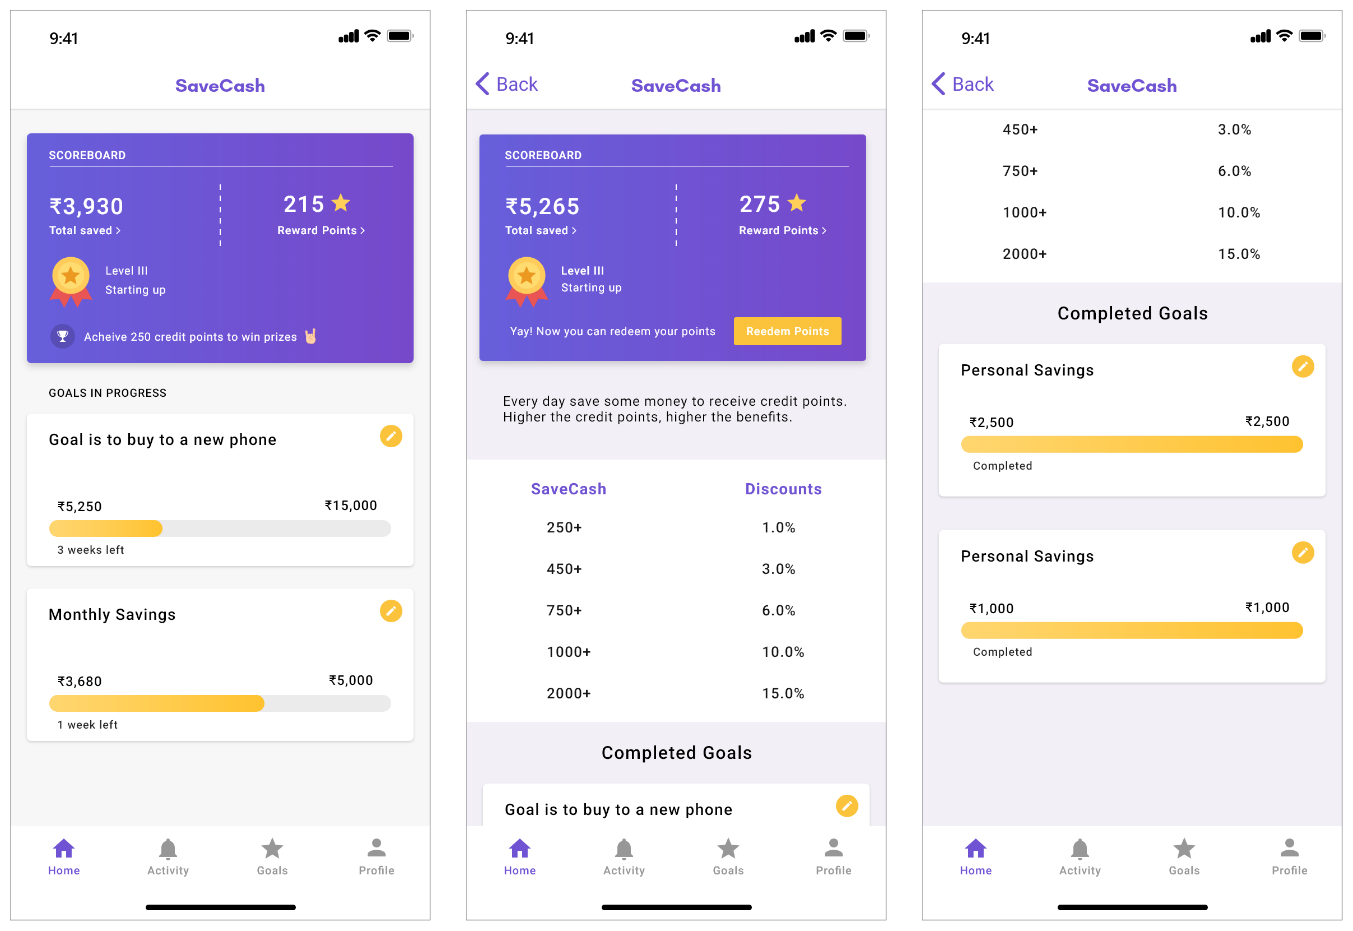 9:41
SaveCash
SCOREBOARD
₹3,930
Total saved >
215
Reward Points >
Level III
Starting up
Acheive 250 credit points to win prizes
GOALS IN PROGRESS
Goal is to buy to a new phone
₹5,250 ₹15,000
3 weeks left
Monthly Savings
₹3,680 ₹5,000
1 week left
Home Activity Goals Profile
9:41
Back SaveCash
SCOREBOARD
₹5,265
Total saved >
275
Reward Points >
Level III
Starting up
Yay! Now you can redeem your points Reedem Points
Every day save some money to receive credit points.
Higher the credit points, higher the benefits.
SaveCash Discounts
250+ 1.0%
450+ 3.0%
750+ 6.0%
1000+ 10.0%
2000+ 15.0%
Completed Goals
Goal is to buy to a new phone
Home Activity Goals Profile
9:41
Back SaveCash
450+ 3.0%
750+ 6.0%
1000+ 10.0%
2000+ 15.0%
Completed Goals
Personal Savings
₹2,500 ₹2,500
Completed
Personal Savings
₹1,000 ₹1,000
Completed
Home Activity Goals Profile